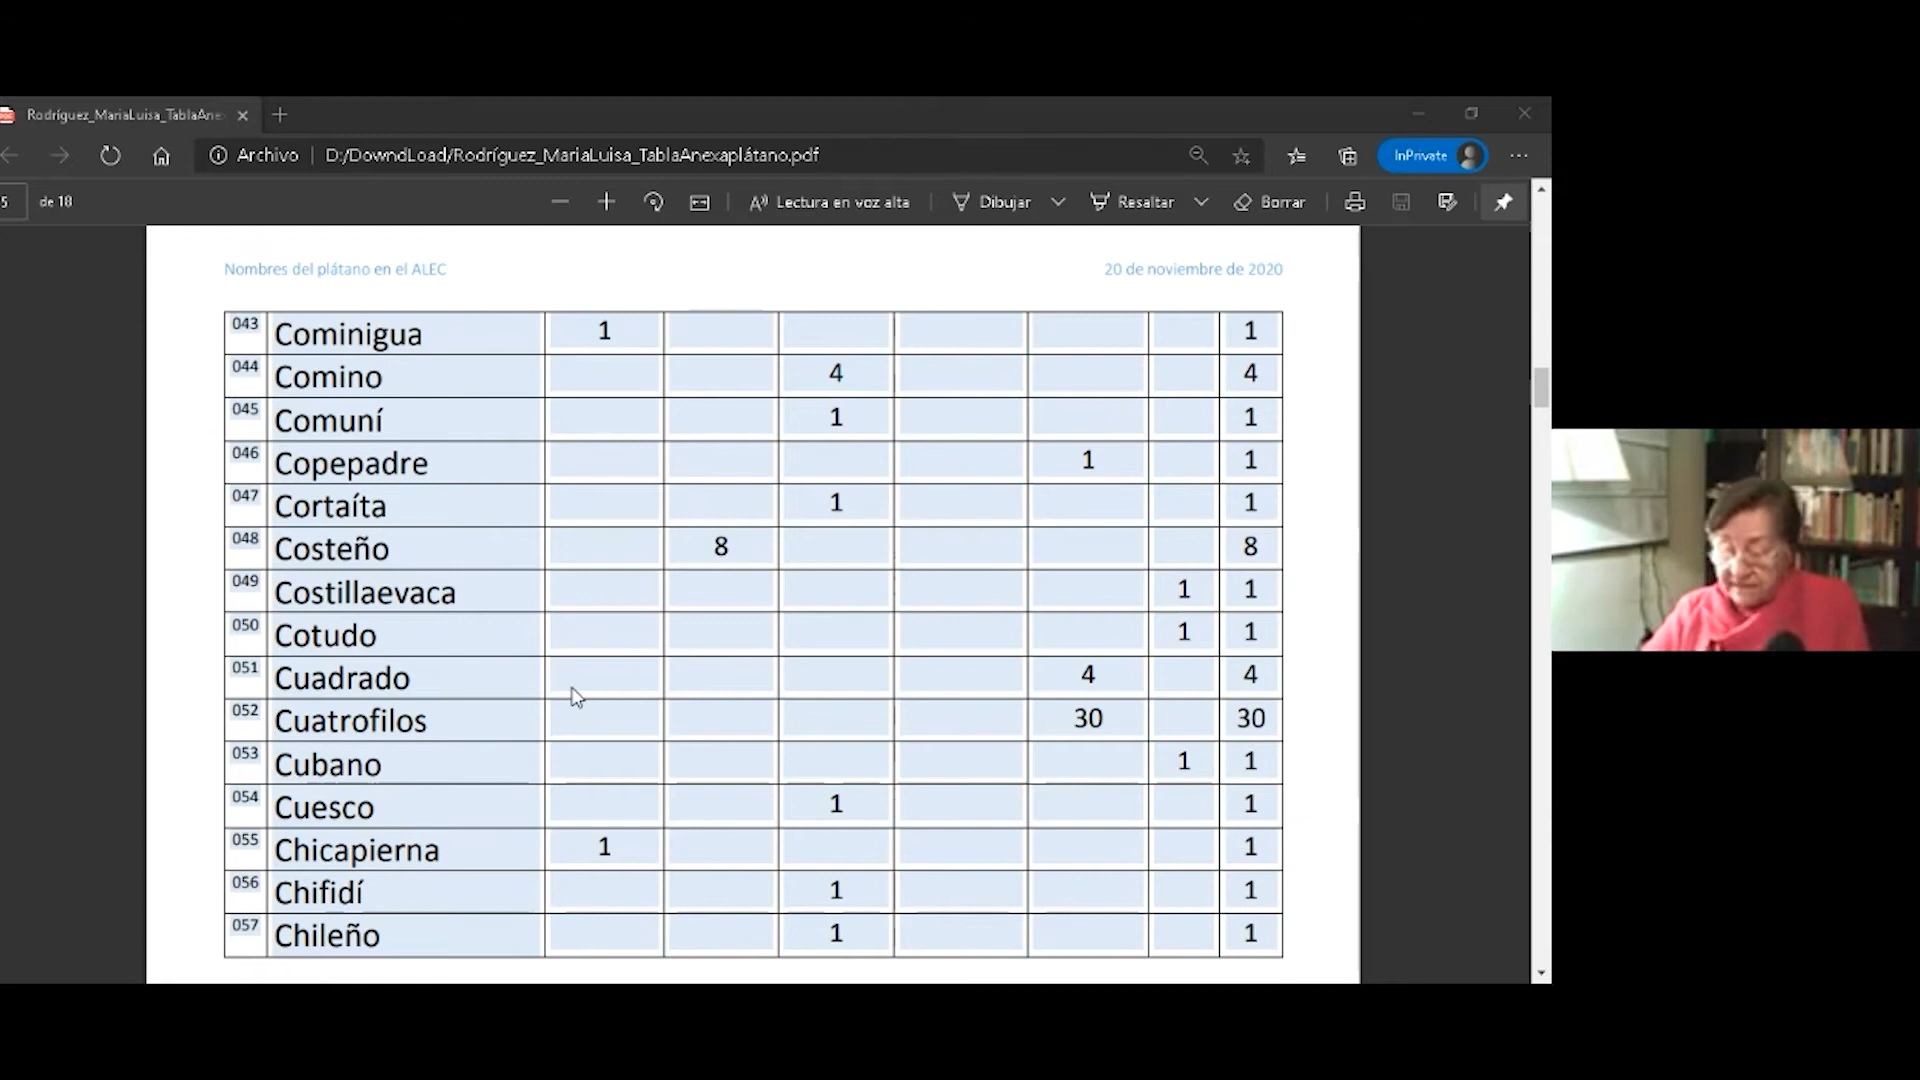 Rodríguez_MariaLuisa_TablaAne
Archivo D:/DowndLoad/Rodríguez_MariaLuisa_TablaAnexaplátano.pdf InPrivate
5 de 18 Lectura en voz alta Dibujar Resaltar Borrar
Nombres del plátano en el ALEC 20 de noviembre de 2020
043 Cominigua 1 1
044 Comino 4 4
045 Comuní 1 1
046 Copepadre 1 1
047 Cortaíta 1 1
048 Costeño 8 8
049 Costillaevaca 1 1
050 Cotudo 1 1
051 Cuadrado 4 4
052 Cuatrofilos 30 30
053 Cubano 1 1
054 Cuesco 1 1
055 Chicapierna 1 1
056 Chifidí 1 1
057 Chileño 1 1